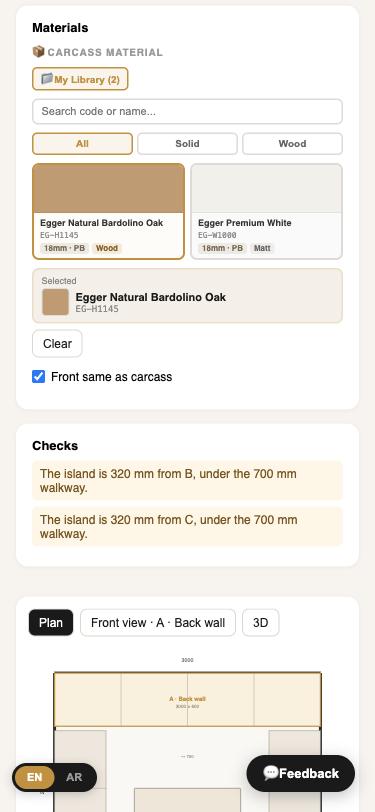 Materials
CARCASS MATERIAL
My Library (2)
Search code or name...
All
Solid
Wood
Egger Natural Bardolino Oak
EG-H1145
18mm · PB
Wood
Egger Premium White
EG-W1000
18mm · PB
Matt
Selected
Egger Natural Bardolino Oak
EG-H1145
Clear
Front same as carcass
Checks
The island is 320 mm from B, under the 700 mm
walkway.
The island is 320 mm from C, under the 700 mm
walkway.
Plan
Front view · A · Back wall
3D
3000
A · Back wall
3000 x 600
EN
AR
Feedback